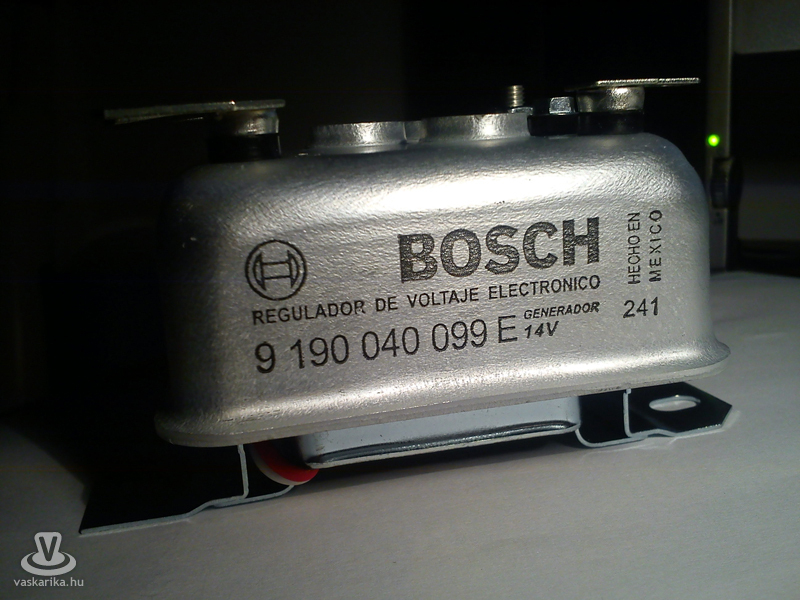 BOSCH
REGULADOR DE VOLTAJE ELECTRONICO
9 190 040 099 E GENERADOR 14V
HECHO EN
MEXICO
241
vaskarika.hu